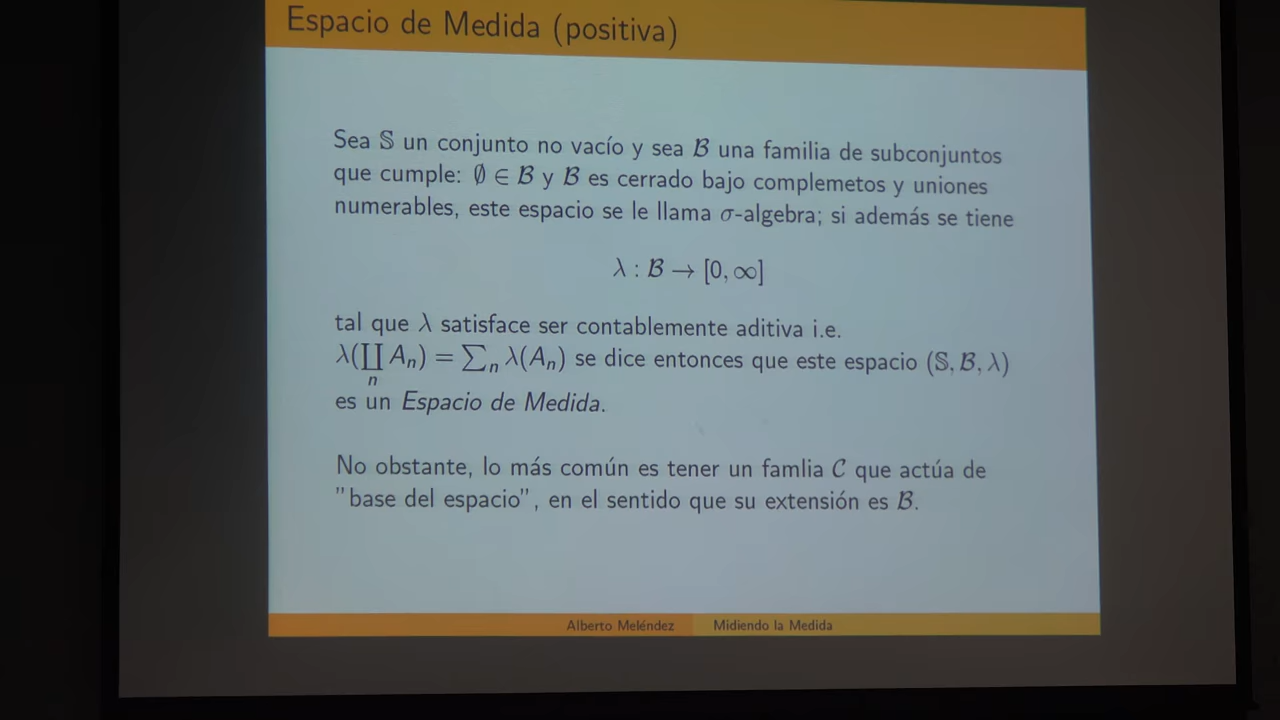 Espacio de Medida (positiva)
Sea 𝕊 un conjunto no vacío y sea ℬ una familia de subconjuntos
que cumple: ∅ ∈ ℬ y ℬ es cerrado bajo complemetos y uniones
numerables, este espacio se le llama σ-algebra; si además se tiene
λ : ℬ → [0, ∞]
tal que λ satisface ser contablemente aditiva i.e.
λ(∐ₙ Aₙ) = ∑ₙ λ(Aₙ) se dice entonces que este espacio (𝕊, ℬ, λ)
es un Espacio de Medida.
No obstante, lo más común es tener un famlia 𝒞 que actúa de
"base del espacio", en el sentido que su extensión es ℬ.
Alberto Meléndez Midiendo la Medida